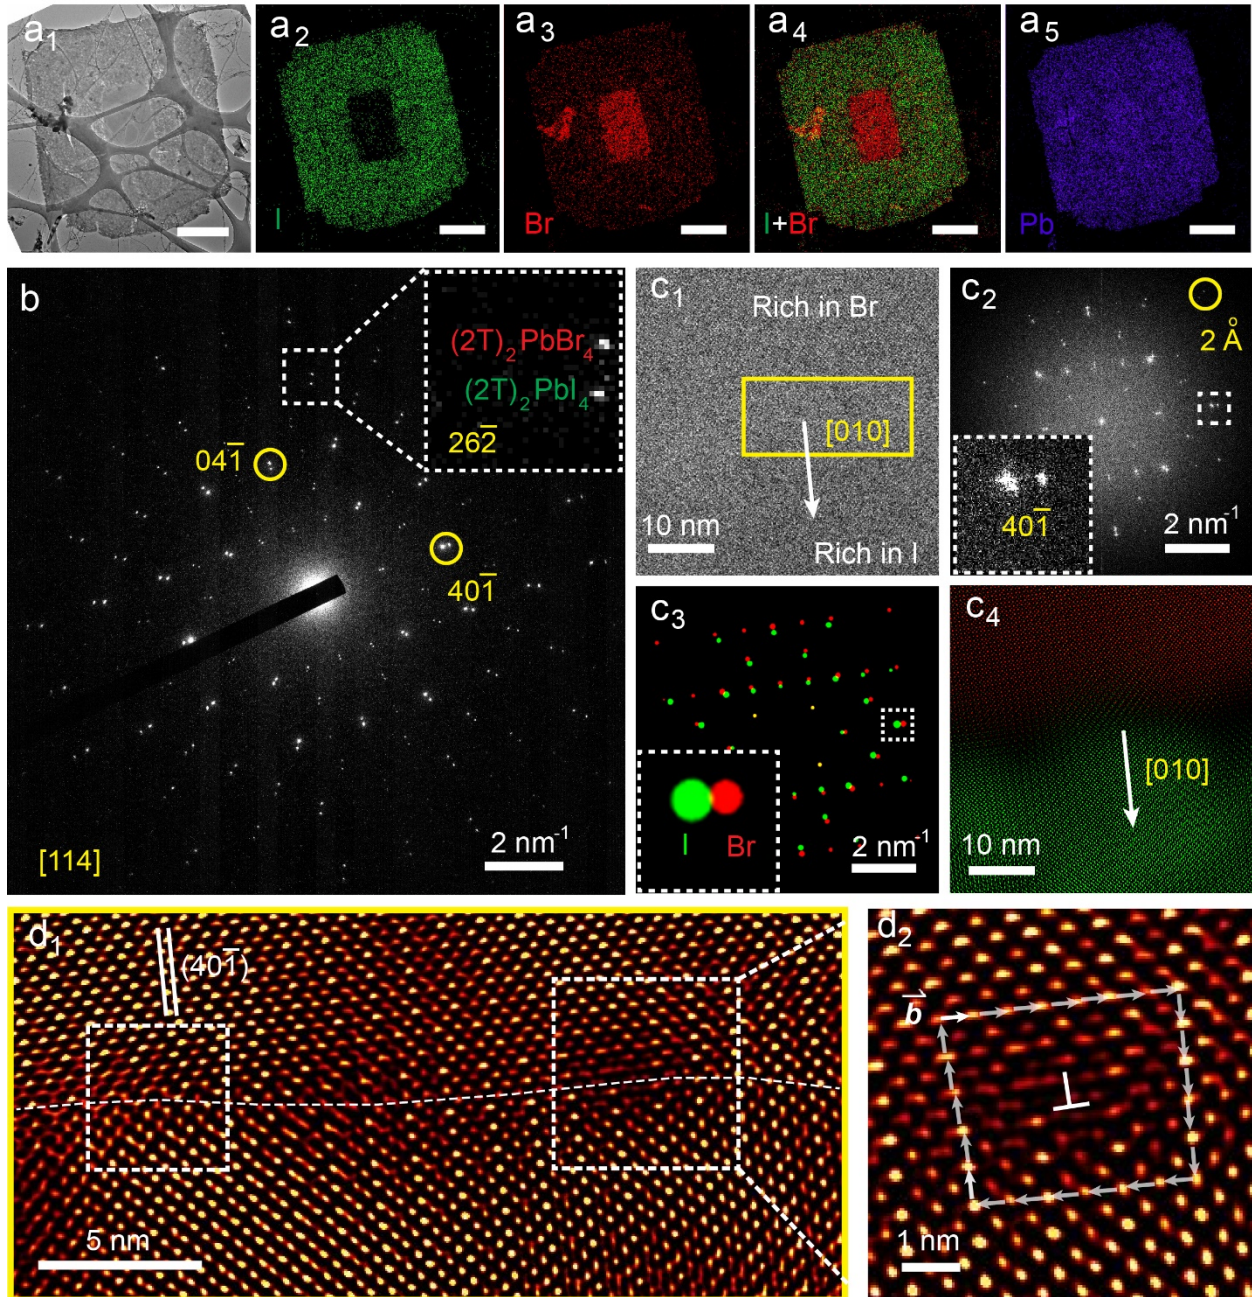 a1
a2
I
a3
Br
a4
I+Br
a5
Pb
b
(2T)₂PbBr₄
(2T)₂PbI₄
262̅
041̅
401̅
[114]
2 nm⁻¹
c1
Rich in Br
[010]
10 nm
Rich in I
c2
2 Å
401̅
2 nm⁻¹
c3
I
Br
2 nm⁻¹
c4
[010]
10 nm
d1
(401̅)
5 nm
d2
b⃗
⊥
1 nm